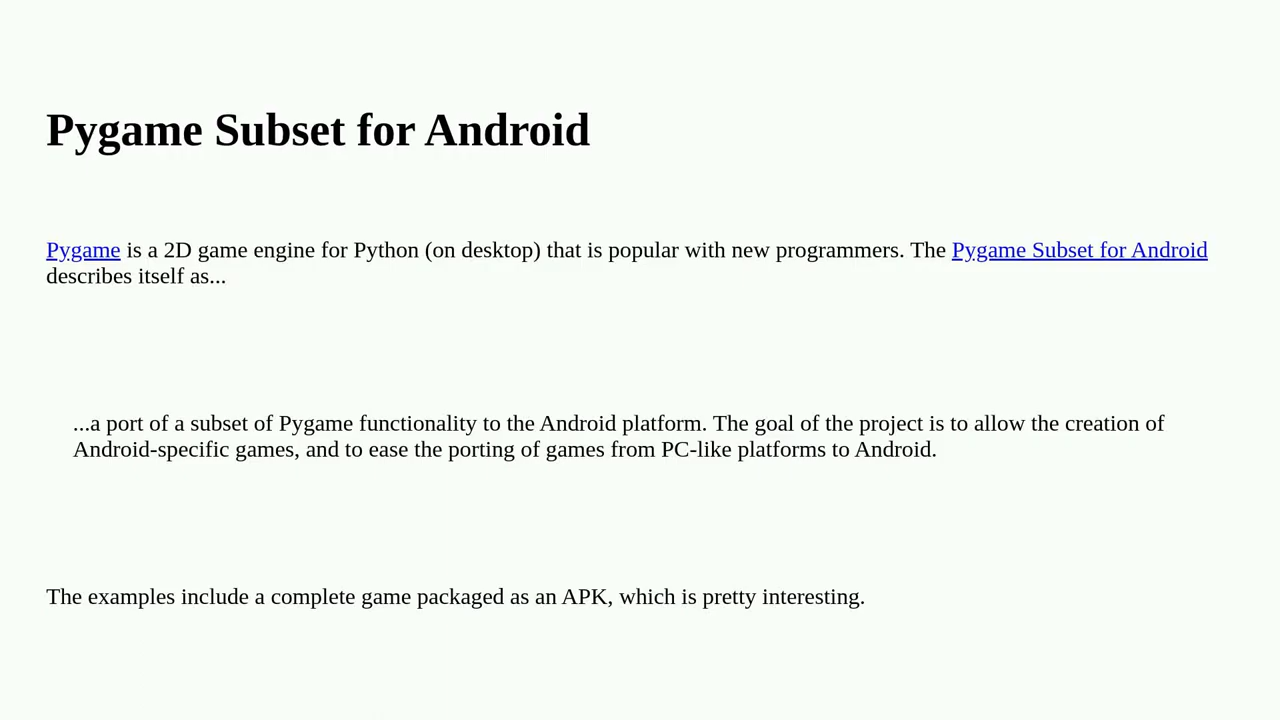 Pygame Subset for Android
Pygame is a 2D game engine for Python (on desktop) that is popular with new programmers. The Pygame Subset for Android
describes itself as...
...a port of a subset of Pygame functionality to the Android platform. The goal of the project is to allow the creation of
Android-specific games, and to ease the porting of games from PC-like platforms to Android.
The examples include a complete game packaged as an APK, which is pretty interesting.